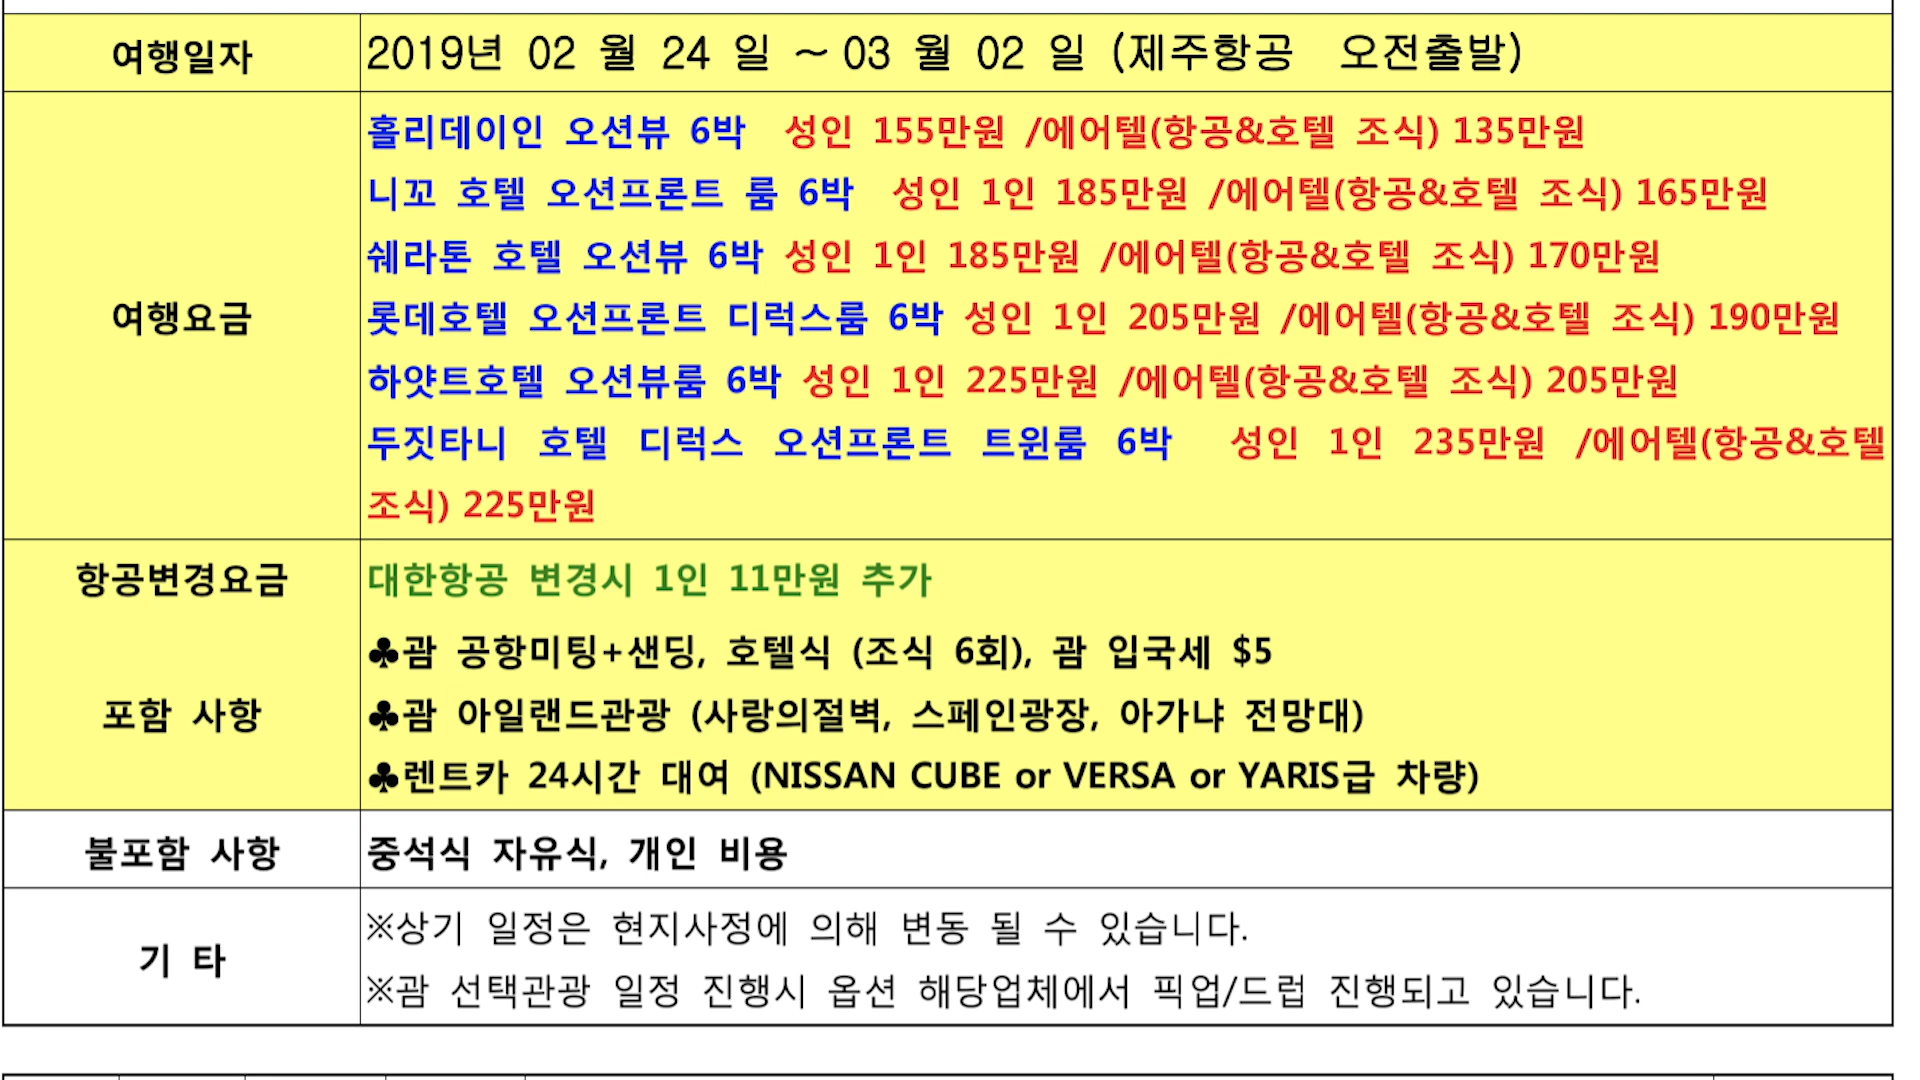 여행일자
2019년 02 월 24 일 ~ 03 월 02 일 (제주항공 오전출발)
여행요금
홀리데이인 오션뷰 6박 성인 155만원 /에어텔(항공&호텔 조식) 135만원
니꼬 호텔 오션프론트 룸 6박 성인 1인 185만원 /에어텔(항공&호텔 조식) 165만원
쉐라톤 호텔 오션뷰 6박 성인 1인 185만원 /에어텔(항공&호텔 조식) 170만원
롯데호텔 오션프론트 디럭스룸 6박 성인 1인 205만원 /에어텔(항공&호텔 조식) 190만원
하얏트호텔 오션뷰룸 6박 성인 1인 225만원 /에어텔(항공&호텔 조식) 205만원
두짓타니 호텔 디럭스 오션프론트 트윈룸 6박 성인 1인 235만원 /에어텔(항공&호텔
조식) 225만원
항공변경요금
대한항공 변경시 1인 11만원 추가
포함 사항
♣괌 공항미팅+샌딩, 호텔식 (조식 6회), 괌 입국세 $5
♣괌 아일랜드관광 (사랑의절벽, 스페인광장, 아가냐 전망대)
♣렌트카 24시간 대여 (NISSAN CUBE or VERSA or YARIS급 차량)
불포함 사항
중석식 자유식, 개인 비용
기 타
※상기 일정은 현지사정에 의해 변동 될 수 있습니다.
※괌 선택관광 일정 진행시 옵션 해당업체에서 픽업/드럽 진행되고 있습니다.